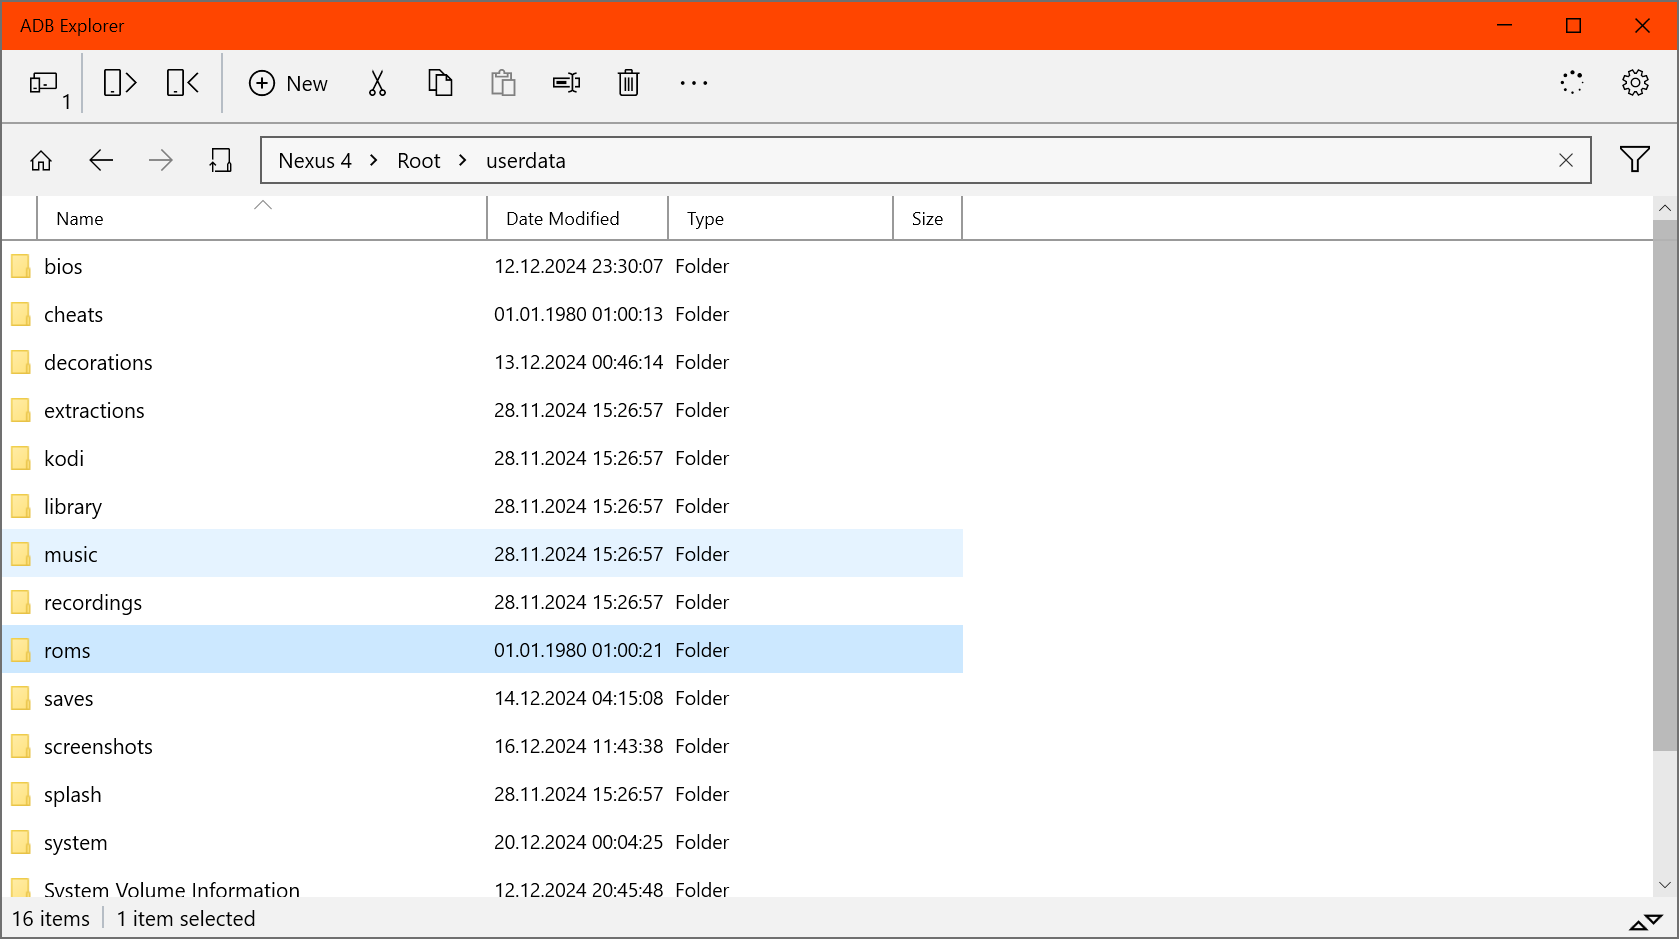 ADB Explorer
1
New
Nexus 4 Root userdata
Name Date Modified Type Size
bios 12.12.2024 23:30:07 Folder
cheats 01.01.1980 01:00:13 Folder
decorations 13.12.2024 00:46:14 Folder
extractions 28.11.2024 15:26:57 Folder
kodi 28.11.2024 15:26:57 Folder
library 28.11.2024 15:26:57 Folder
music 28.11.2024 15:26:57 Folder
recordings 28.11.2024 15:26:57 Folder
roms 01.01.1980 01:00:21 Folder
saves 14.12.2024 04:15:08 Folder
screenshots 16.12.2024 11:43:38 Folder
splash 28.11.2024 15:26:57 Folder
system 20.12.2024 00:04:25 Folder
System Volume Information 12.12.2024 20:45:48 Folder
16 items 1 item selected